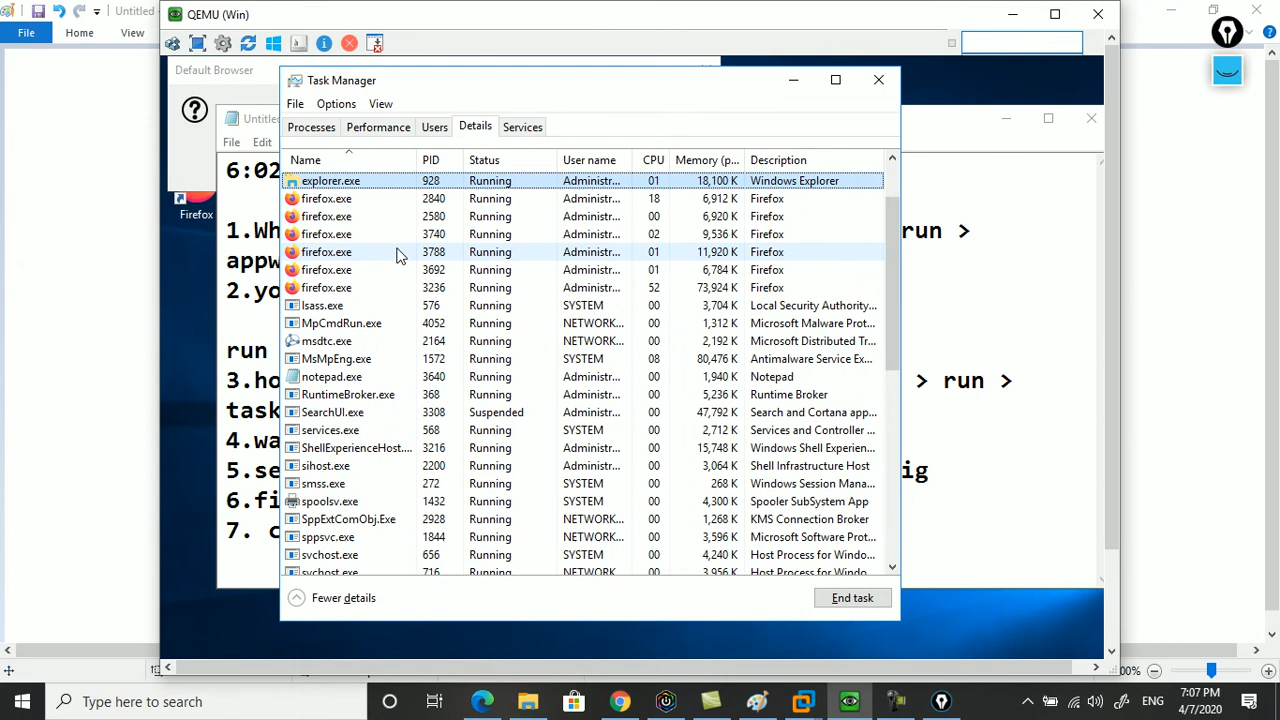 Untitled
QEMU (Win)
File
Home
View
a
Default Browser
Task Manager
File Options View
Untitled
File Edit
Processes Performance Users Details Services
Name PID Status User name CPU Memory (p... Description
explorer.exe 928 Running Administr... 01 18,100 K Windows Explorer
firefox.exe 2840 Running Administr... 18 6,912 K Firefox
firefox.exe 2580 Running Administr... 00 6,920 K Firefox
firefox.exe 3740 Running Administr... 02 9,536 K Firefox
firefox.exe 3788 Running Administr... 01 11,920 K Firefox
firefox.exe 3692 Running Administr... 01 6,784 K Firefox
firefox.exe 3236 Running Administr... 52 73,924 K Firefox
lsass.exe 576 Running SYSTEM 00 3,704 K Local Security Authority...
MpCmdRun.exe 4052 Running NETWORK... 00 1,312 K Microsoft Malware Prot...
msdtc.exe 2164 Running NETWORK... 00 2,192 K Microsoft Distributed Tr...
MsMpEng.exe 1572 Running SYSTEM 08 80,476 K Antimalware Service Ex...
notepad.exe 3640 Running Administr... 00 1,940 K Notepad
RuntimeBroker.exe 368 Running Administr... 00 5,236 K Runtime Broker
SearchUI.exe 3308 Suspended Administr... 00 47,792 K Search and Cortana app...
services.exe 568 Running SYSTEM 00 2,712 K Services and Controller ...
ShellExperienceHost.... 3216 Running Administr... 00 15,748 K Windows Shell Experien...
sihost.exe 2200 Running Administr... 00 3,064 K Shell Infrastructure Host
smss.exe 272 Running SYSTEM 00 268 K Windows Session Mana...
spoolsv.exe 1432 Running SYSTEM 00 4,300 K Spooler SubSystem App
SppExtComObj.Exe 2928 Running NETWORK... 00 1,268 K KMS Connection Broker
sppsvc.exe 1844 Running NETWORK... 00 3,596 K Microsoft Software Prot...
svchost.exe 656 Running SYSTEM 00 4,240 K Host Process for Windo...
svchost.exe 716 Running NETWORK... 00 3,956 K Host Process for Windo...
Fewer details
End task
Firefox
6:02
1.Wh run >
appw
2.yo
run
3.ho > run >
task
4.wa
5.se ig
6.fi
7. c
00%
Type here to search
ENG
7:07 PM
4/7/2020